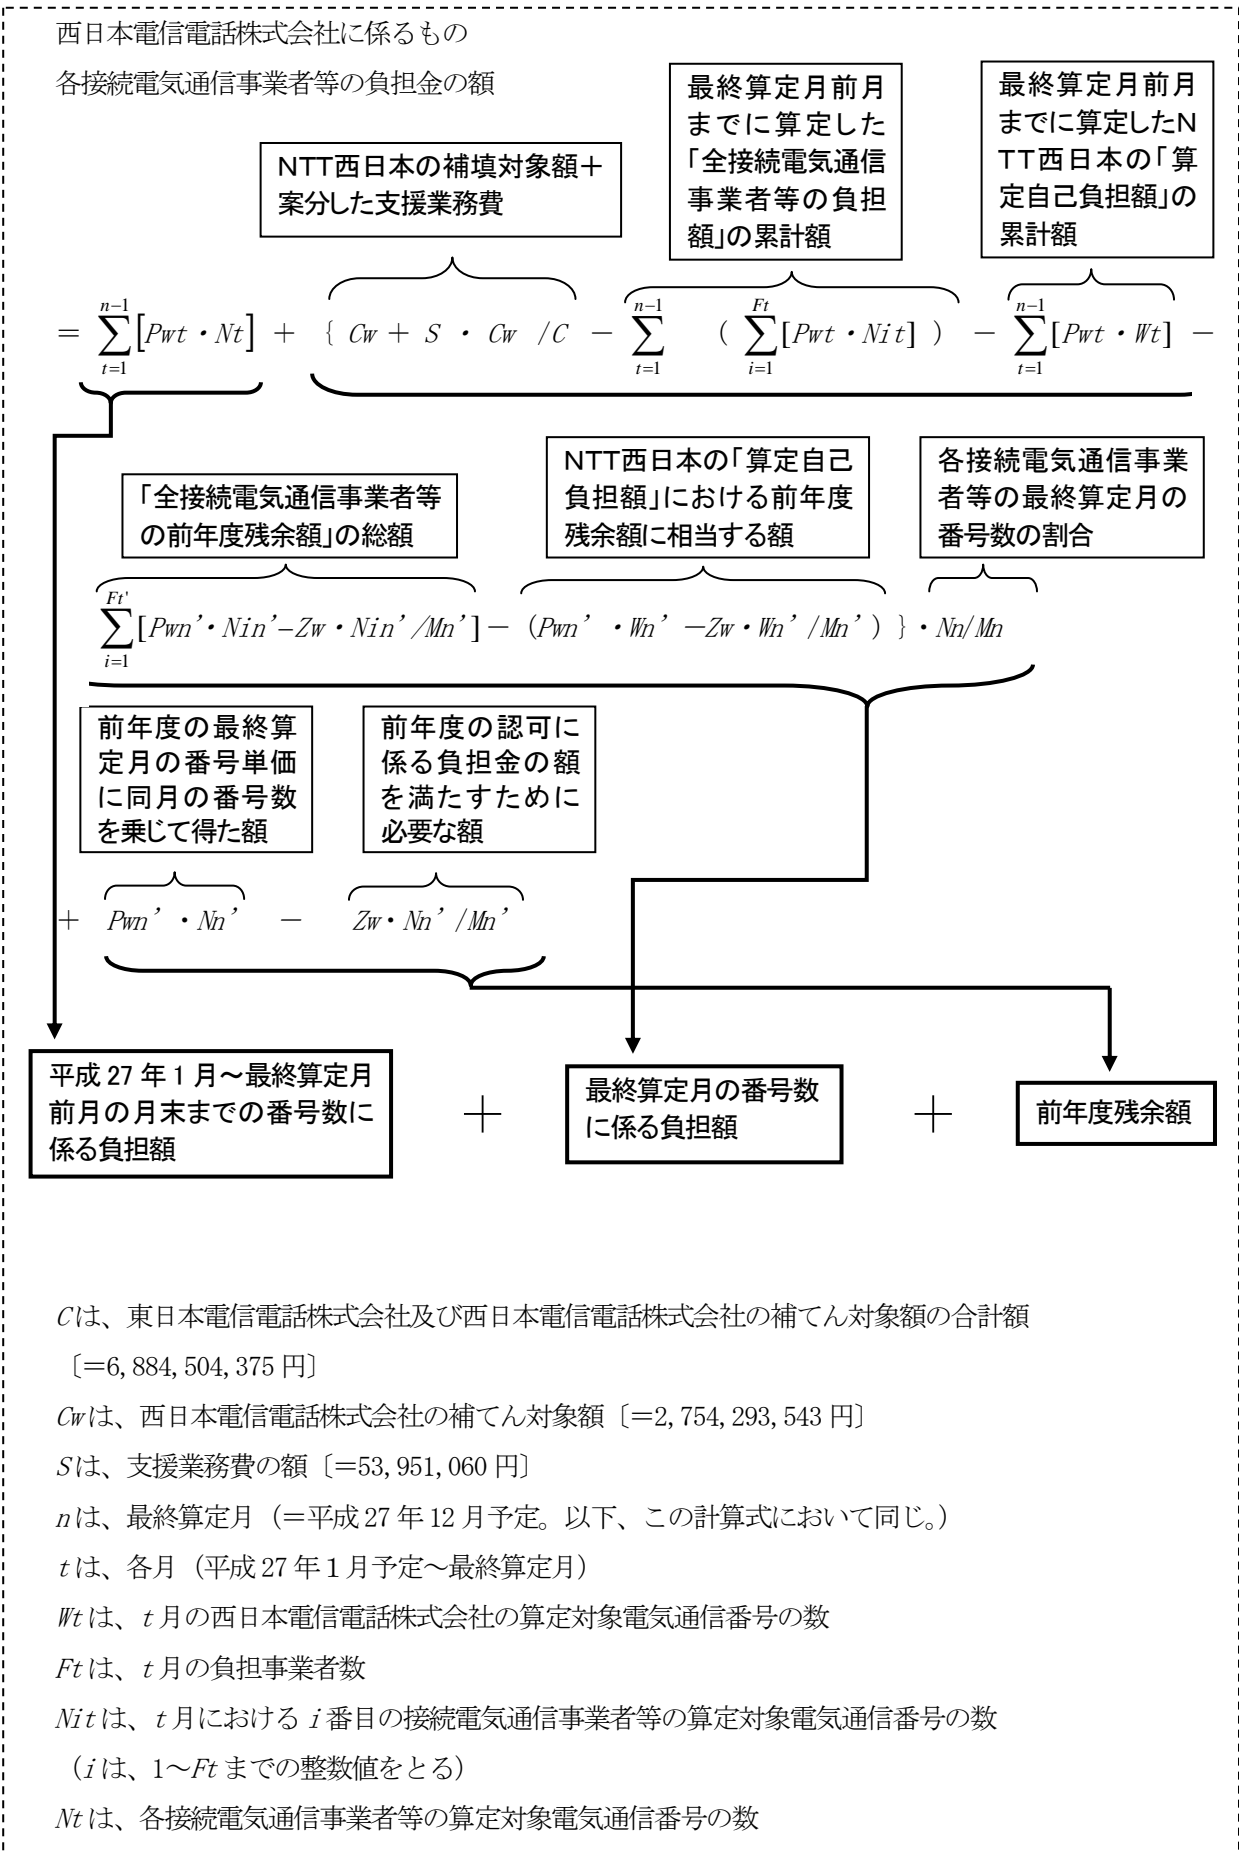 西日本電信電話株式会社に係るもの
各接続電気通信事業者等の負担金の額
NTT西日本の補填対象額＋
案分した支援業務費
最終算定月前月
までに算定した
「全接続電気通信
事業者等の負担
額」の累計額
最終算定月前月
までに算定したN
TT西日本の「算
定自己負担額」の
累計額
= \sum_{t=1}^{n-1}[Pwt・Nt] + { Cw + S ・ Cw /C − \sum_{t=1}^{n-1} ( \sum_{i=1}^{Ft}[Pwt・Nit] ) − \sum_{t=1}^{n-1}[Pwt・Wt] −
「全接続電気通信事業者等
の前年度残余額」の総額
NTT西日本の「算定自己
負担額」における前年度
残余額に相当する額
各接続電気通信事業
者等の最終算定月の
番号数の割合
\sum_{i=1}^{Ft'}[Pwn’・Nin’−Zw・Nin’/Mn’]− (Pwn’ ・Wn’ −Zw・Wn’/Mn’) }・Nn/Mn
前年度の最終算
定月の番号単価
に同月の番号数
を乗じて得た額
前年度の認可に
係る負担金の額
を満たすために
必要な額
+ Pwn’ ・Nn’ − Zw・Nn’/Mn’
平成27年1月～最終算定月
前月の月末までの番号数に
係る負担額
＋
最終算定月の番号数
に係る負担額
＋
前年度残余額
Cは、東日本電信電話株式会社及び西日本電信電話株式会社の補てん対象額の合計額
〔＝6,884,504,375円〕
Cwは、西日本電信電話株式会社の補てん対象額〔＝2,754,293,543円〕
Sは、支援業務費の額〔＝53,951,060円〕
nは、最終算定月（＝平成27年12月予定。以下、この計算式において同じ。）
tは、各月（平成27年１月予定～最終算定月）
Wtは、t月の西日本電信電話株式会社の算定対象電気通信番号の数
Ftは、t月の負担事業者数
Nitは、t月におけるi番目の接続電気通信事業者等の算定対象電気通信番号の数
（iは、1～Ftまでの整数値をとる）
Ntは、各接続電気通信事業者等の算定対象電気通信番号の数